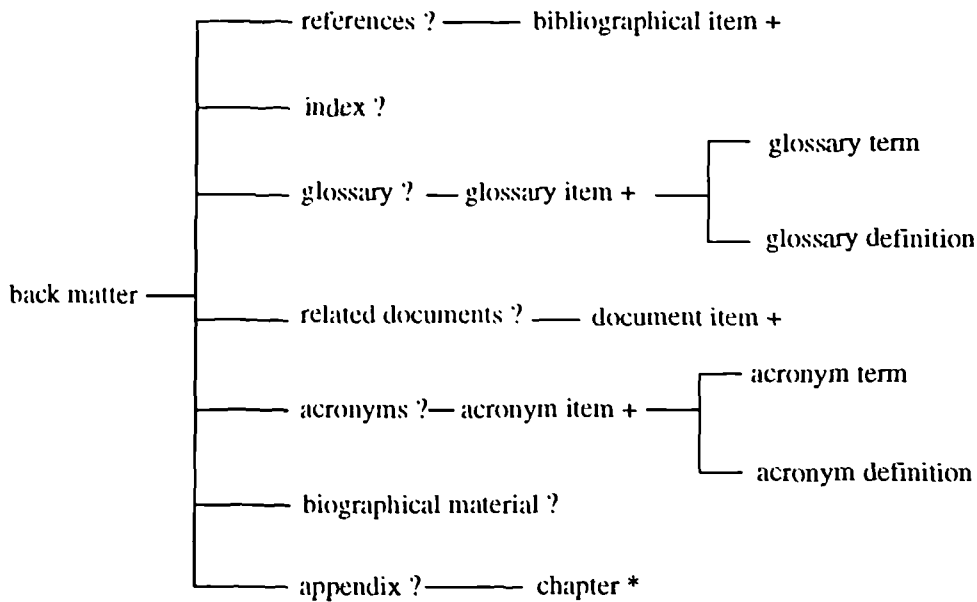 references ? bibliographical item +
index ?
glossary term
glossary ? glossary item +
glossary definition
back matter
related documents ? document item +
acronym term
acronyms ? acronym item +
acronym definition
biographical material ?
appendix ? chapter *